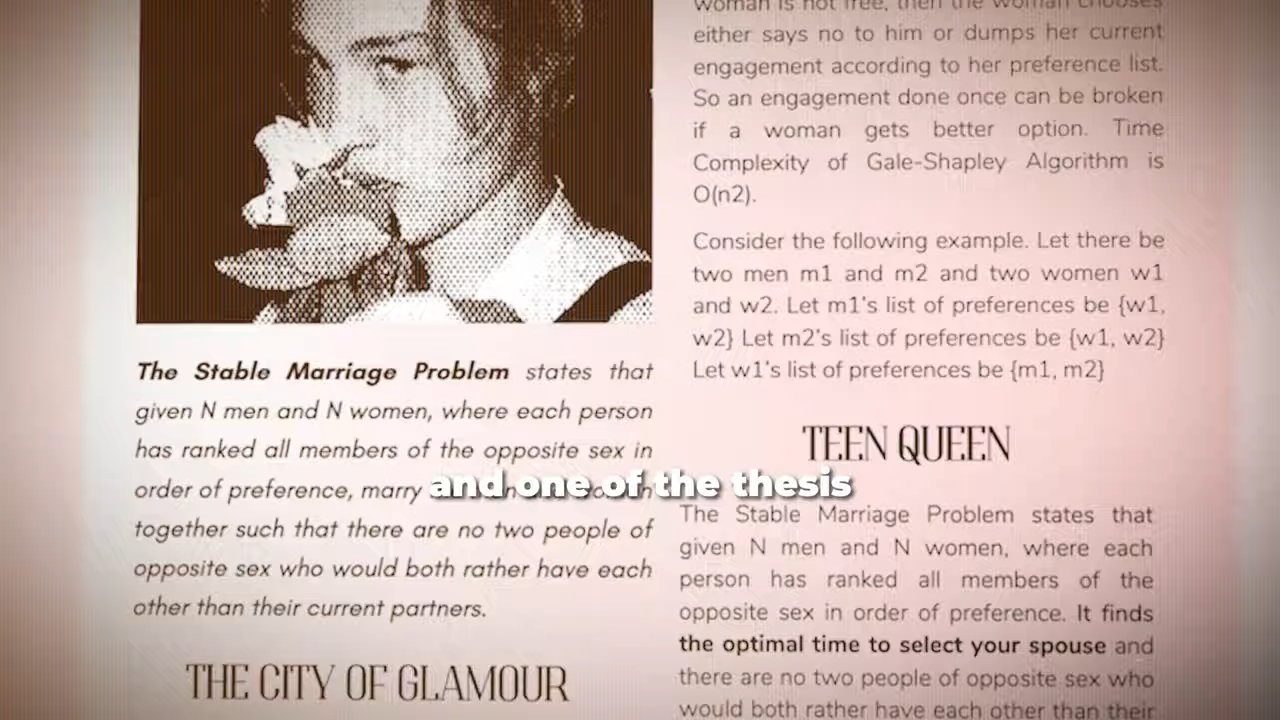 The Stable Marriage Problem states that
given N men and N women, where each person
has ranked all members of the opposite sex in
order of preference, marry
together such that there are no two people of
opposite sex who would both rather have each
other than their current partners.
THE CITY OF GLAMOUR
woman is not free, then the woman chooses
either says no to him or dumps her current
engagement according to her preference list.
So an engagement done once can be broken
if a woman gets better option. Time
Complexity of Gale-Shapley Algorithm is
O(n2).
Consider the following example. Let there be
two men m1 and m2 and two women w1
and w2. Let m1's list of preferences be {w1,
w2} Let m2's list of preferences be {w1, w2}
Let w1's list of preferences be {m1, m2}
TEEN QUEEN
The Stable Marriage Problem states that
given N men and N women, where each
person has ranked all members of the
opposite sex in order of preference. It finds
the optimal time to select your spouse and
there are no two people of opposite sex who
would both rather have each other than their
and one of the thesis